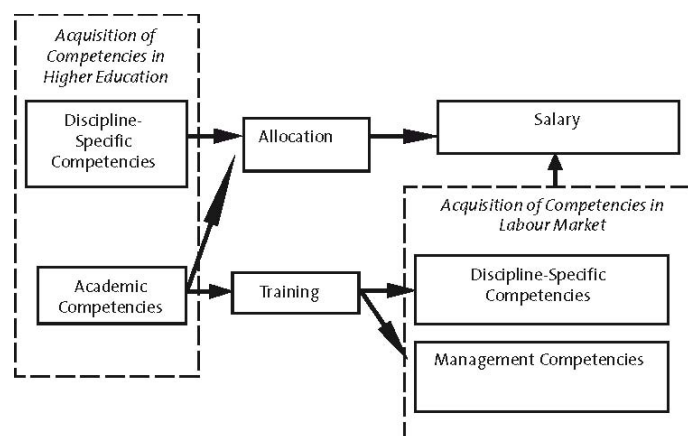 Acquisition of
Competencies in
Higher Education
Discipline-
Specific
Competencies
Allocation
Salary
Acquisition of Competencies in
Labour Market
Academic
Competencies
Training
Discipline-Specific
Competencies
Management Competencies